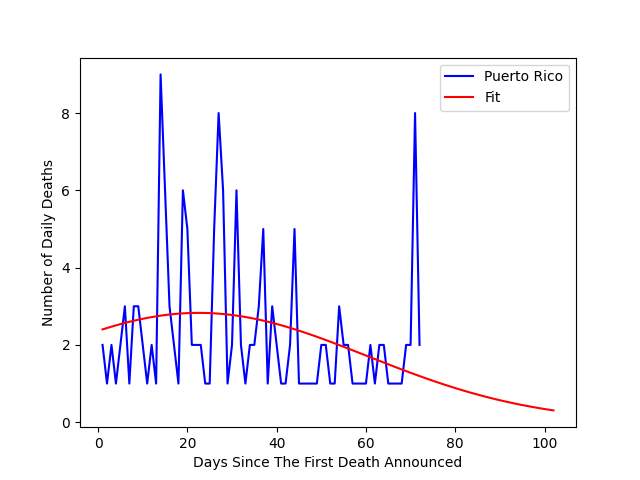 Puerto Rico
Fit
Number of Daily Deaths
8
6
4
2
0
0 20 40 60 80 100
Days Since The First Death Announced